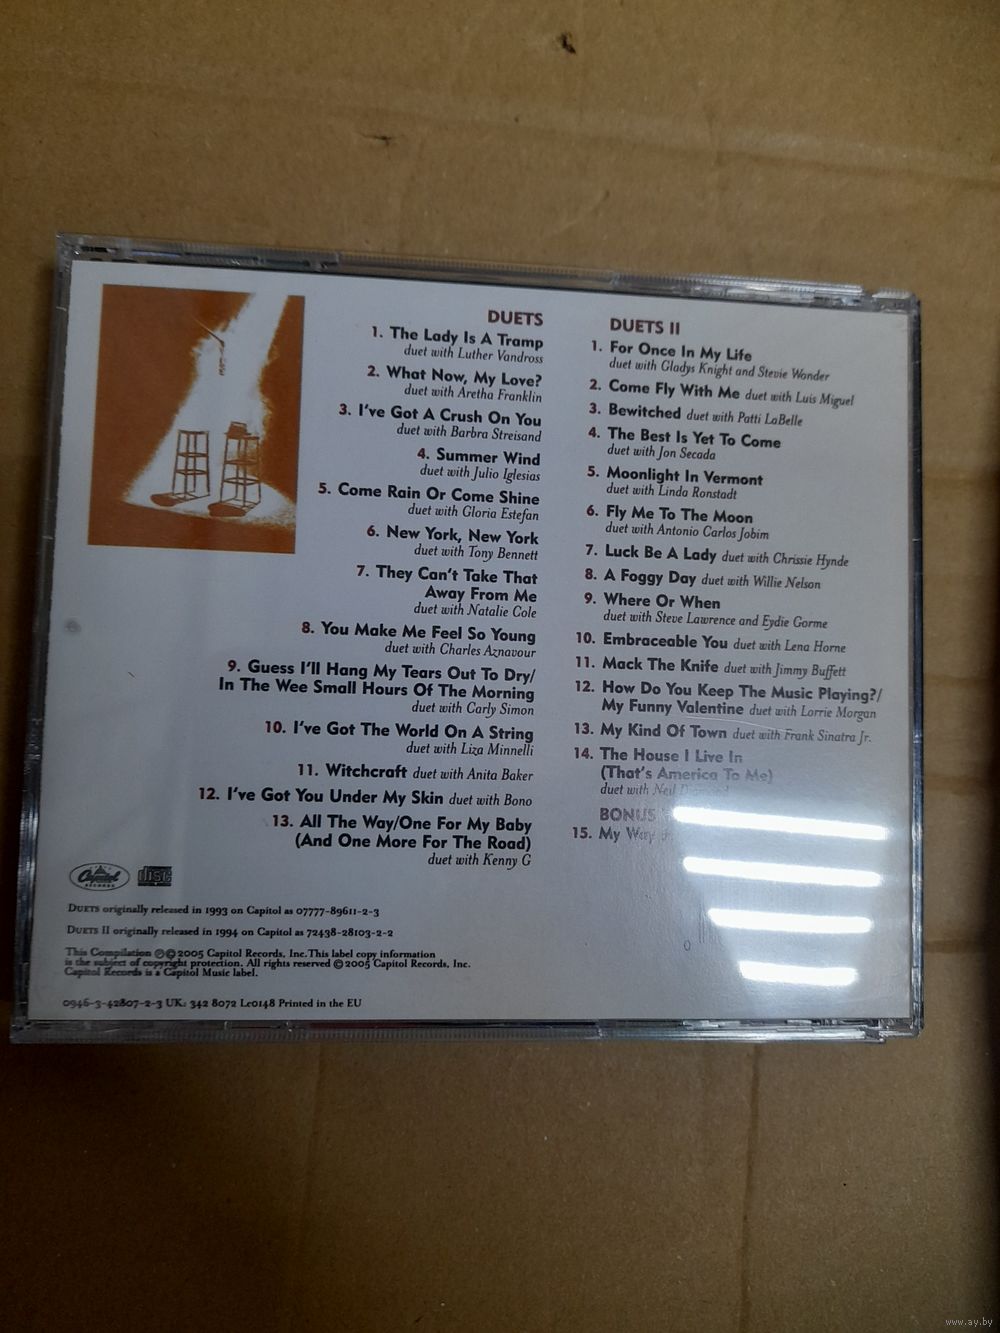 DUETS
1. The Lady Is A Tramp
duet with Luther Vandross
2. What Now, My Love?
duet with Aretha Franklin
3. I've Got A Crush On You
duet with Barbra Streisand
4. Summer Wind
duet with Julio Iglesias
5. Come Rain Or Come Shine
duet with Gloria Estefan
6. New York, New York
duet with Tony Bennett
7. They Can't Take That
Away From Me
duet with Natalie Cole
8. You Make Me Feel So Young
duet with Charles Aznavour
9. Guess I'll Hang My Tears Out To Dry/
In The Wee Small Hours Of The Morning
duet with Carly Simon
10. I've Got The World On A String
duet with Liza Minnelli
11. Witchcraft duet with Anita Baker
12. I've Got You Under My Skin duet with Bono
13. All The Way/One For My Baby
(And One More For The Road)
duet with Kenny G
DUETS II
1. For Once In My Life
duet with Gladys Knight and Stevie Wonder
2. Come Fly With Me duet with Luis Miguel
3. Bewitched duet with Patti LaBelle
4. The Best Is Yet To Come
duet with Jon Secada
5. Moonlight In Vermont
duet with Linda Ronstadt
6. Fly Me To The Moon
duet with Antonio Carlos Jobim
7. Luck Be A Lady duet with Chrissie Hynde
8. A Foggy Day duet with Willie Nelson
9. Where Or When
duet with Steve Lawrence and Eydie Gorme
10. Embraceable You duet with Lena Horne
11. Mack The Knife duet with Jimmy Buffett
12. How Do You Keep The Music Playing?/
My Funny Valentine duet with Lorrie Morgan
13. My Kind Of Town duet with Frank Sinatra Jr.
14. The House I Live In
(That's America To Me)
duet with Neil Diamond
BONUS
15. My Way
Capitol
RECORDS
COMPACT disc
DUETS originally released in 1993 on Capitol as 07777-89611-2-3
DUETS II originally released in 1994 on Capitol as 72438-28103-2-2
This Compilation ℗©2005 Capitol Records, Inc. This label copy information
is the subject of copyright protection. All rights reserved ©2005 Capitol Records, Inc.
Capitol Records is a Capitol Music label.
0946-3-42807-2-3 UK: 342 8072 LC0148 Printed in the EU
www.ay.by